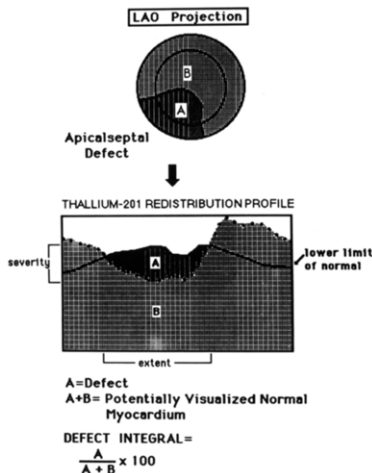 LAO Projection
B
A
Apicalseptal
Defect
THALLIUM-201 REDISTRIBUTION PROFILE
severity
A
lower limit
of normal
B
extent
A=Defect
A+B= Potentially Visualized Normal
Myocardium
DEFECT INTEGRAL=
A
A + B x 100